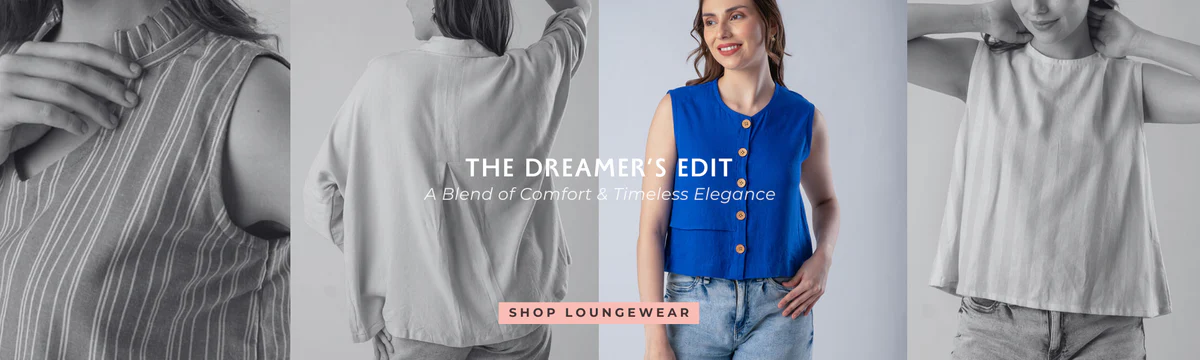 THE DREAMER'S EDIT
A Blend of Comfort & Timeless Elegance
SHOP LOUNGEWEAR